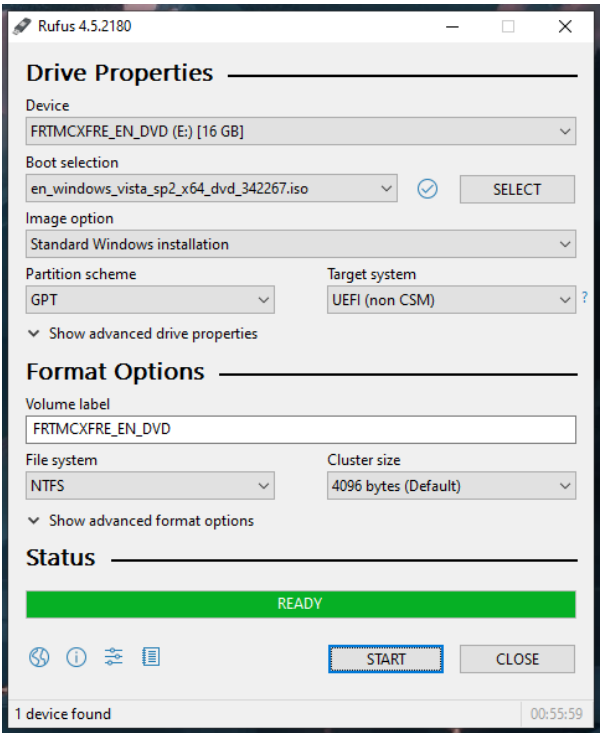 Rufus 4.5.2180
Drive Properties
Device
FRTMCXFRE_EN_DVD (E:) [16 GB]
Boot selection
en_windows_vista_sp2_x64_dvd_342267.iso
SELECT
Image option
Standard Windows installation
Partition scheme
Target system
GPT
UEFI (non CSM)
?
Show advanced drive properties
Format Options
Volume label
FRTMCXFRE_EN_DVD
File system
Cluster size
NTFS
4096 bytes (Default)
Show advanced format options
Status
READY
START
CLOSE
1 device found
00:55:59